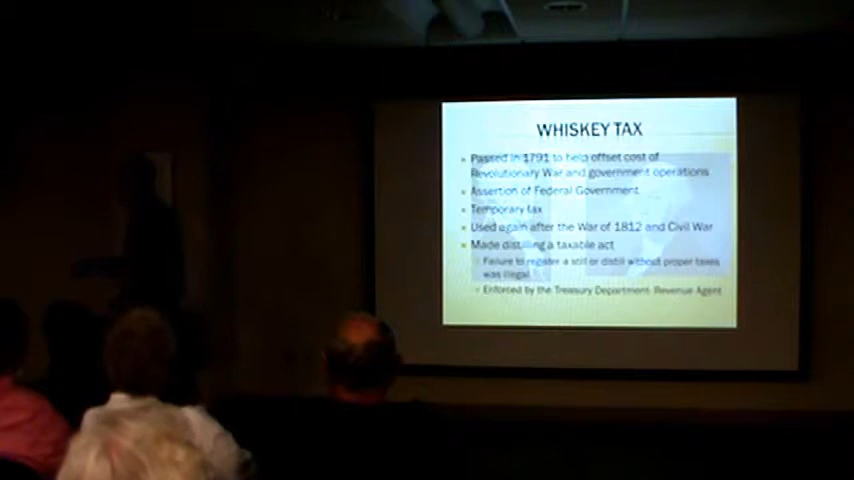 WHISKEY TAX
Passed in 1791 to help offset cost of
Revolutionary War and government operations
Assertion of Federal Government
Temporary tax
Used again after the War of 1812 and Civil War
Made distilling a taxable act
Failure to register a still or distill without proper taxes
was illegal
Enforced by the Treasury Department: Revenue Agent